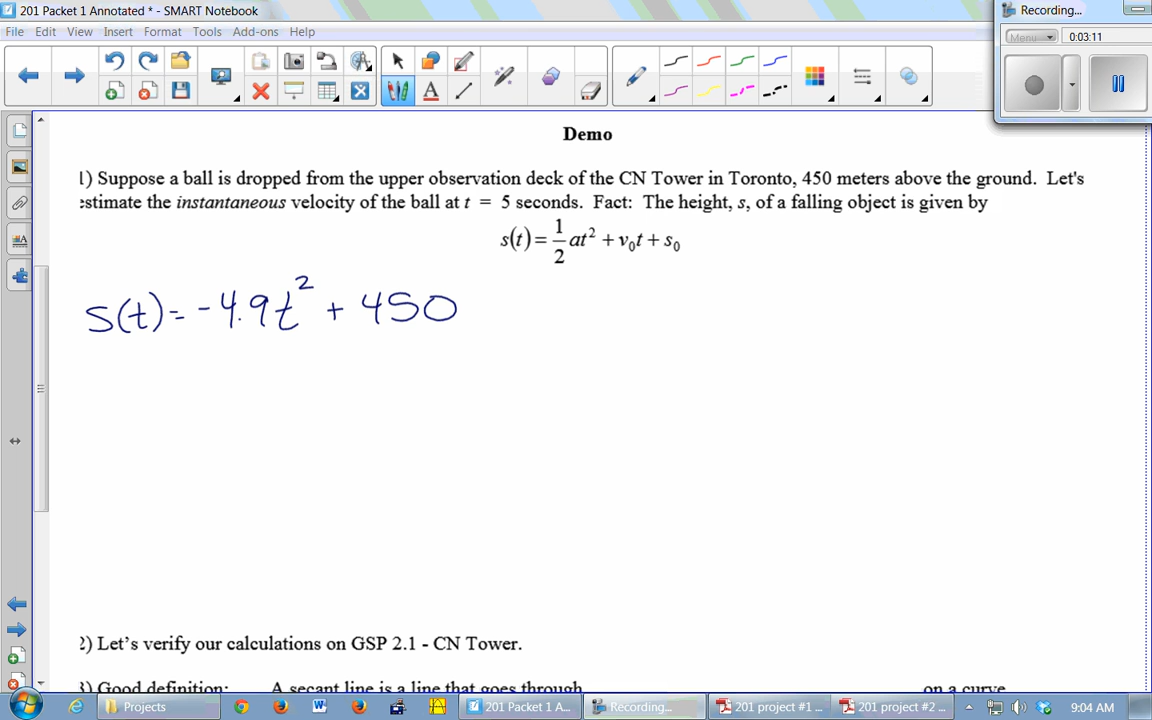 201 Packet 1 Annotated * - SMART Notebook
Recording...
File Edit View Insert Format Tools Add-ons Help
Menu
0:03:11
Demo
1) Suppose a ball is dropped from the upper observation deck of the CN Tower in Toronto, 450 meters above the ground. Let's
estimate the instantaneous velocity of the ball at t = 5 seconds. Fact: The height, s, of a falling object is given by
s(t) = 1/2 at² + v₀t + s₀
s(t) = -4.9t² + 450
2) Let's verify our calculations on GSP 2.1 - CN Tower.
3) Good definition: A secant line is a line that goes through on a curve
Projects
201 Packet 1 A...
Recording...
201 project #1 ...
201 project #2 ...
9:04 AM